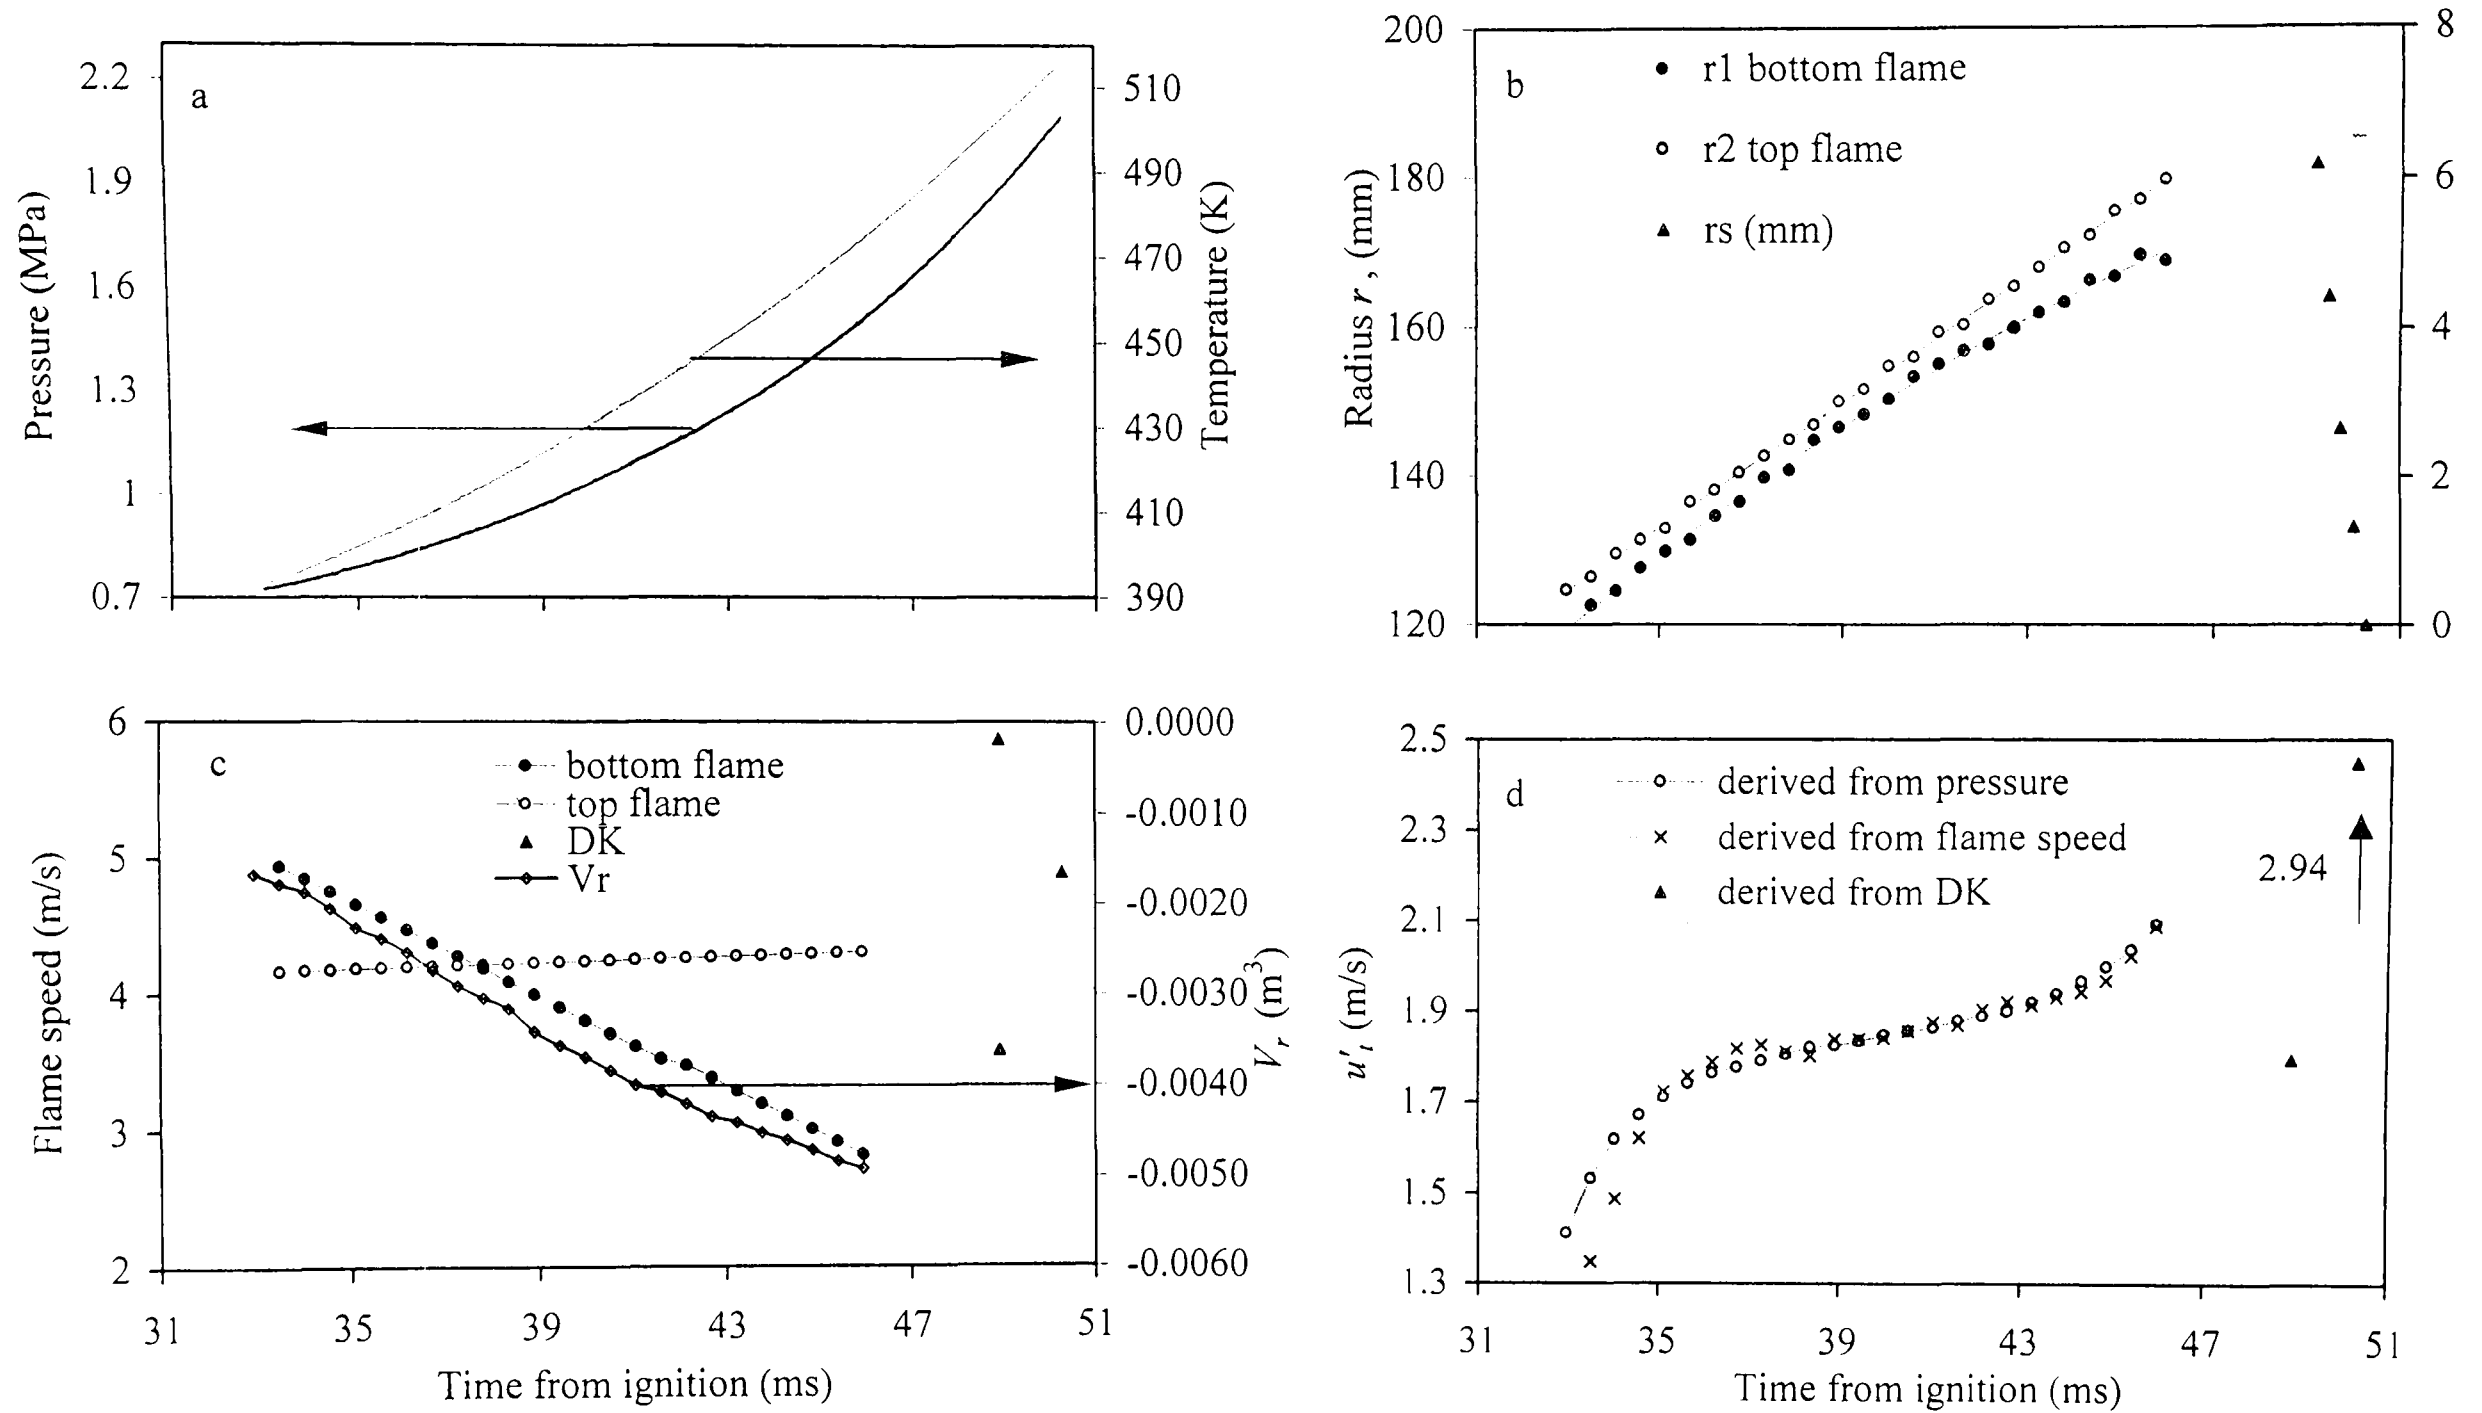 a
2.2
1.9
1.6
1.3
1
0.7
Pressure (MPa)
510
490
470
450
430
410
390
Temperature (K)
b
r1 bottom flame
r2 top flame
rs (mm)
200
180
160
140
120
Radius r, (mm)
8
6
4
2
0
c
bottom flame
top flame
DK
Vr
6
5
4
3
2
Flame speed (m/s)
0.0000
-0.0010
-0.0020
-0.0030
-0.0040
-0.0050
-0.0060
Vr (m³)
31 35 39 43 47 51
Time from ignition (ms)
d
derived from pressure
derived from flame speed
derived from DK
2.94
2.5
2.3
2.1
1.9
1.7
1.5
1.3
u't (m/s)
31 35 39 43 47 51
Time from ignition (ms)